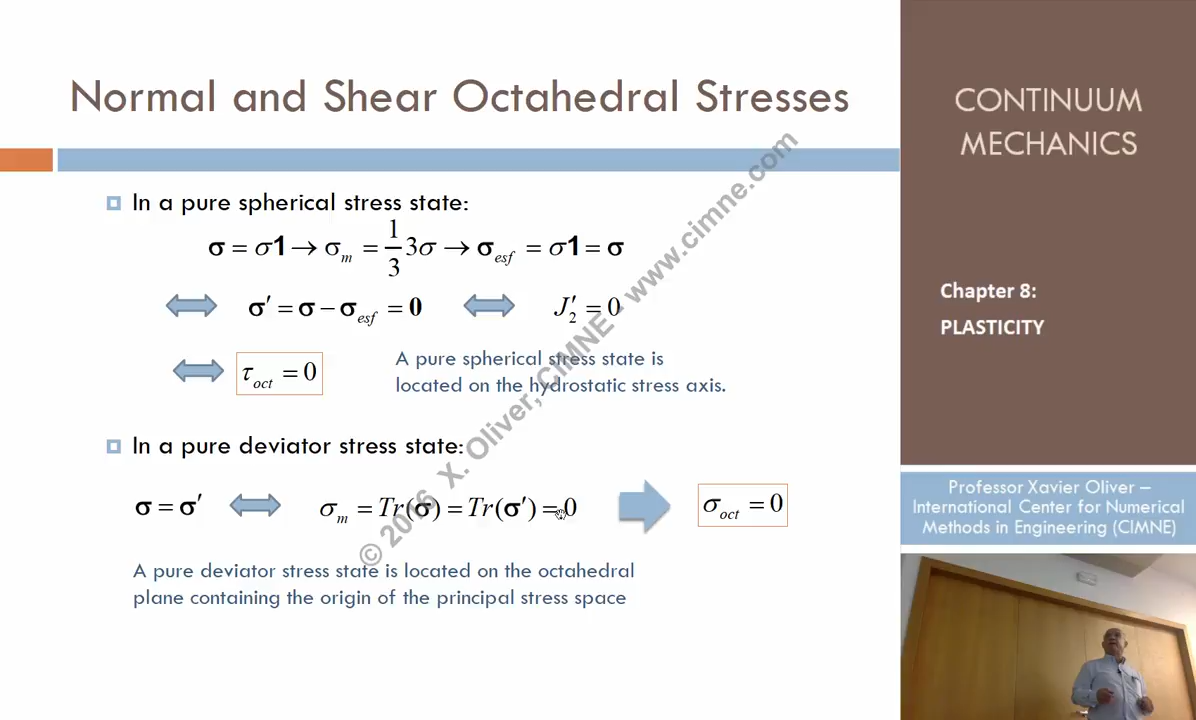 Normal and Shear Octahedral Stresses
In a pure spherical stress state:
σ = σ1 → σₘ = 1/3 3σ → σ_esf = σ1 = σ
σ′ = σ − σ_esf = 0
J₂′ = 0
τ_oct = 0
A pure spherical stress state is
located on the hydrostatic stress axis.
In a pure deviator stress state:
σ = σ′
σₘ = Tr(σ) = Tr(σ′) = 0
σ_oct = 0
A pure deviator stress state is located on the octahedral
plane containing the origin of the principal stress space
© 2016 X. Oliver, CIMNE - www.cimne.com
CONTINUUM
MECHANICS
Chapter 8:
PLASTICITY
Professor Xavier Oliver –
International Center for Numerical
Methods in Engineering (CIMNE)